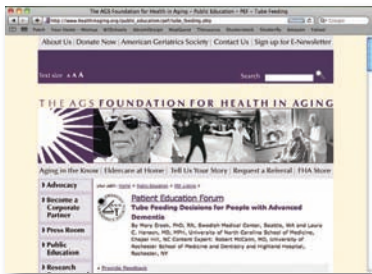 The AGS Foundation for Health in Aging – Public Education – PEF – Tube Feeding
About Us | Donate Now | American Geriatrics Society | Contact Us | Sign up for E-Newsletter
Text size A A A
Search
THE AGS FOUNDATION FOR HEALTH IN AGING
Aging in the Know | Eldercare at Home | Tell Us Your Story | Request a Referral | FHA Store
Advocacy
Become a
Corporate
Partner
Press Room
Public
Education
Research
Patient Education Forum
Tube Feeding Decisions for People with Advanced
Dementia
By Mary Ersek, PhD, RN, Swedish Medical Center, Seattle, WA and Laura
C. Hanson, MD, MPH, University of North Carolina School of Medicine,
Chapel Hill, NC Content Expert: Robert McCann, MD, University of
Rochester School of Medicine and Dentistry and Highland Hospital,
Rochester, NY
Provide Feedback